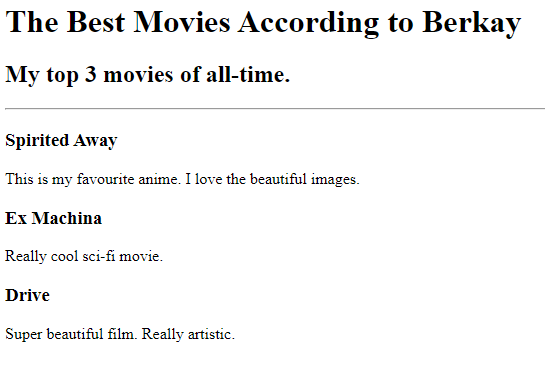 The Best Movies According to Berkay
My top 3 movies of all-time.
Spirited Away
This is my favourite anime. I love the beautiful images.
Ex Machina
Really cool sci-fi movie.
Drive
Super beautiful film. Really artistic.